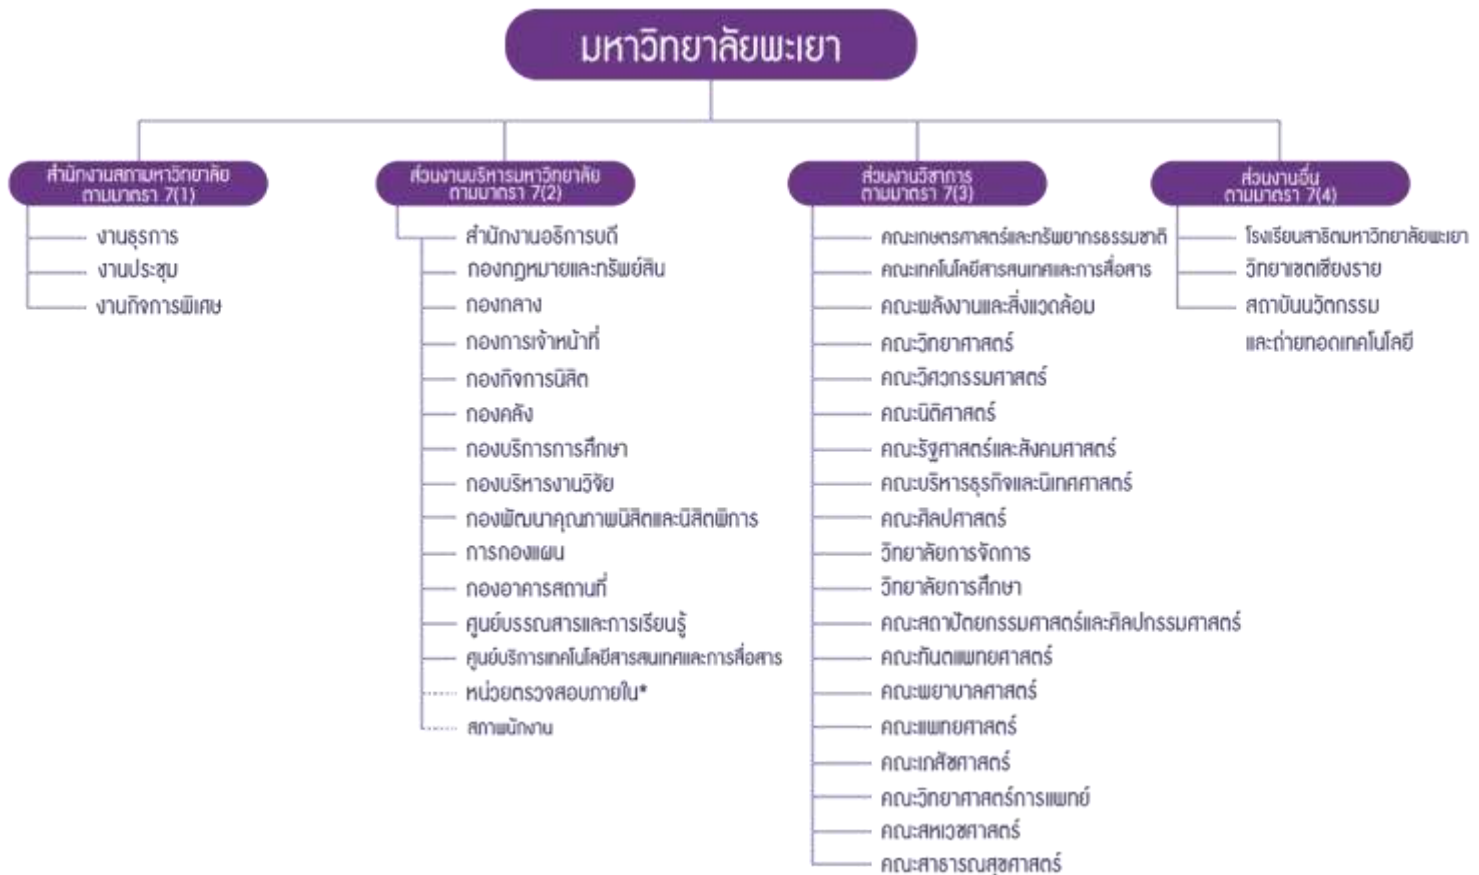 มหาวิทยาลัยพะเยา
สำนักงานสภามหาวิทยาลัย
ตามมาตรา 7(1)
งานธุรการ
งานประชุม
งานกิจการพิเศษ
ส่วนงานบริหารมหาวิทยาลัย
ตามมาตรา 7(2)
สำนักงานอธิการบดี
กองกฎหมายและทรัพย์สิน
กองกลาง
กองการเจ้าหน้าที่
กองกิจการนิสิต
กองคลัง
กองบริการการศึกษา
กองบริหารงานวิจัย
กองพัฒนาคุณภาพนิสิตและนิสิตพิการ
การกองแผน
กองอาคารสถานที่
ศูนย์บรรณสารและการเรียนรู้
ศูนย์บริการเทคโนโลยีสารสนเทศและการสื่อสาร
หน่วยตรวจสอบภายใน*
สภาพนักงาน
ส่วนงานวิชาการ
ตามมาตรา 7(3)
คณะเกษตรศาสตร์และทรัพยากรธรรมชาติ
คณะเทคโนโลยีสารสนเทศและการสื่อสาร
คณะพลังงานและสิ่งแวดล้อม
คณะวิทยาศาสตร์
คณะวิศวกรรมศาสตร์
คณะนิติศาสตร์
คณะรัฐศาสตร์และสังคมศาสตร์
คณะบริหารธุรกิจและนิเทศศาสตร์
คณะศิลปศาสตร์
วิทยาลัยการจัดการ
วิทยาลัยการศึกษา
คณะสถาปัตยกรรมศาสตร์และศิลปกรรมศาสตร์
คณะทันตแพทยศาสตร์
คณะพยาบาลศาสตร์
คณะแพทยศาสตร์
คณะเภสัชศาสตร์
คณะวิทยาศาสตร์การแพทย์
คณะสหเวชศาสตร์
คณะสาธารณสุขศาสตร์
ส่วนงานอื่น
ตามมาตรา 7(4)
โรงเรียนสาธิตมหาวิทยาลัยพะเยา
วิทยาเขตเชียงราย
สถาบันนวัตกรรม
และถ่ายทอดเทคโนโลยี